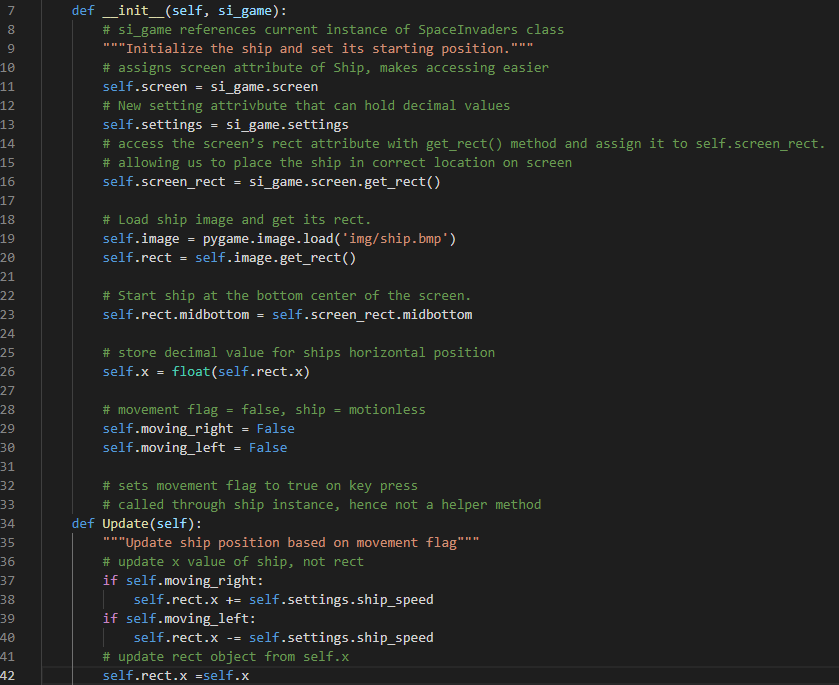 7 def __init__(self, si_game):
8 # si_game references current instance of SpaceInvaders class
9 """Initialize the ship and set its starting position."""
10 # assigns screen attribute of Ship, makes accessing easier
11 self.screen = si_game.screen
12 # New setting attrivbute that can hold decimal values
13 self.settings = si_game.settings
14 # access the screen’s rect attribute with get_rect() method and assign it to self.screen_rect.
15 # allowing us to place the ship in correct location on screen
16 self.screen_rect = si_game.screen.get_rect()
17
18 # Load ship image and get its rect.
19 self.image = pygame.image.load('img/ship.bmp')
20 self.rect = self.image.get_rect()
21
22 # Start ship at the bottom center of the screen.
23 self.rect.midbottom = self.screen_rect.midbottom
24
25 # store decimal value for ships horizontal position
26 self.x = float(self.rect.x)
27
28 # movement flag = false, ship = motionless
29 self.moving_right = False
30 self.moving_left = False
31
32 # sets movement flag to true on key press
33 # called through ship instance, hence not a helper method
34 def Update(self):
35 """Update ship position based on movement flag"""
36 # update x value of ship, not rect
37 if self.moving_right:
38 self.rect.x += self.settings.ship_speed
39 if self.moving_left:
40 self.rect.x -= self.settings.ship_speed
41 # update rect object from self.x
42 self.rect.x =self.x